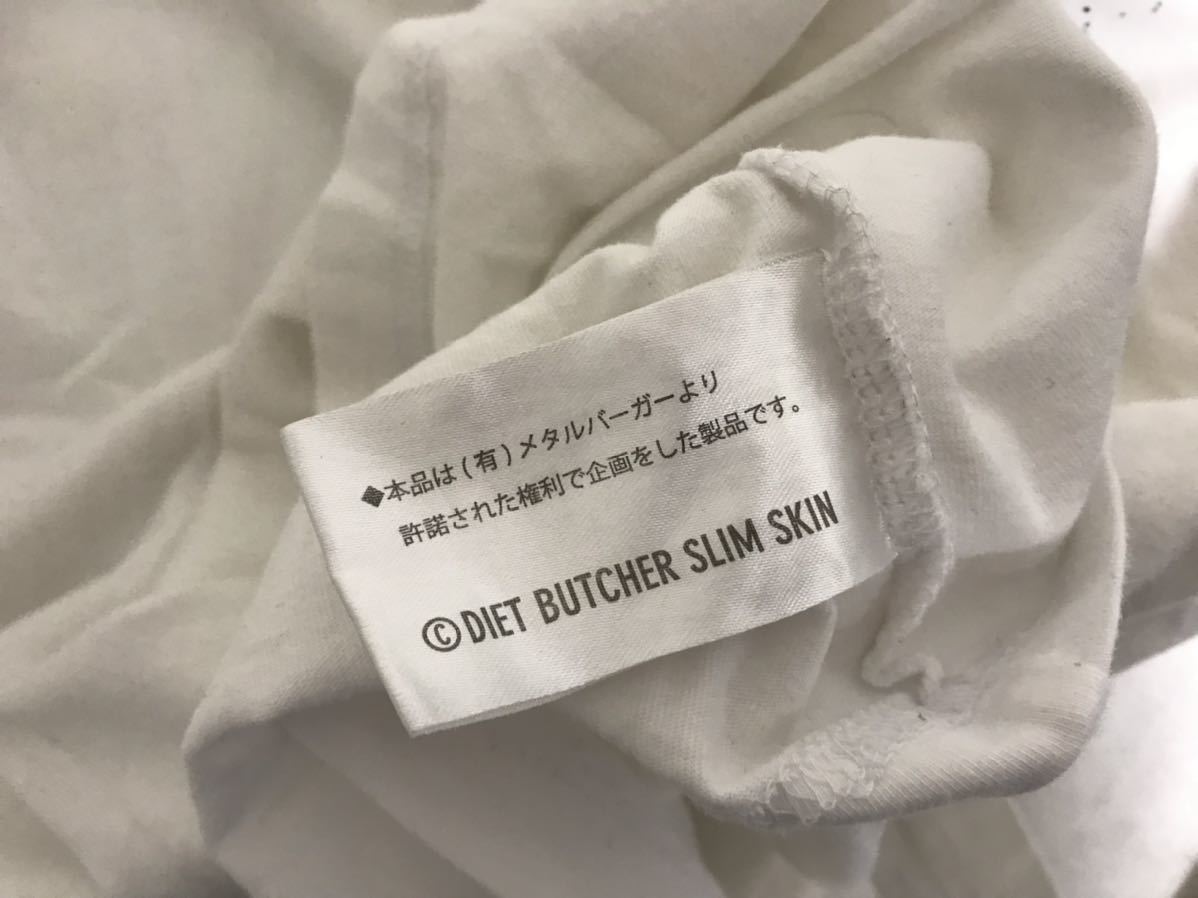 ◆本品は(有)メタルバーガーより
許諾された権利で企画をした製品です。
©DIET BUTCHER SLIM SKIN